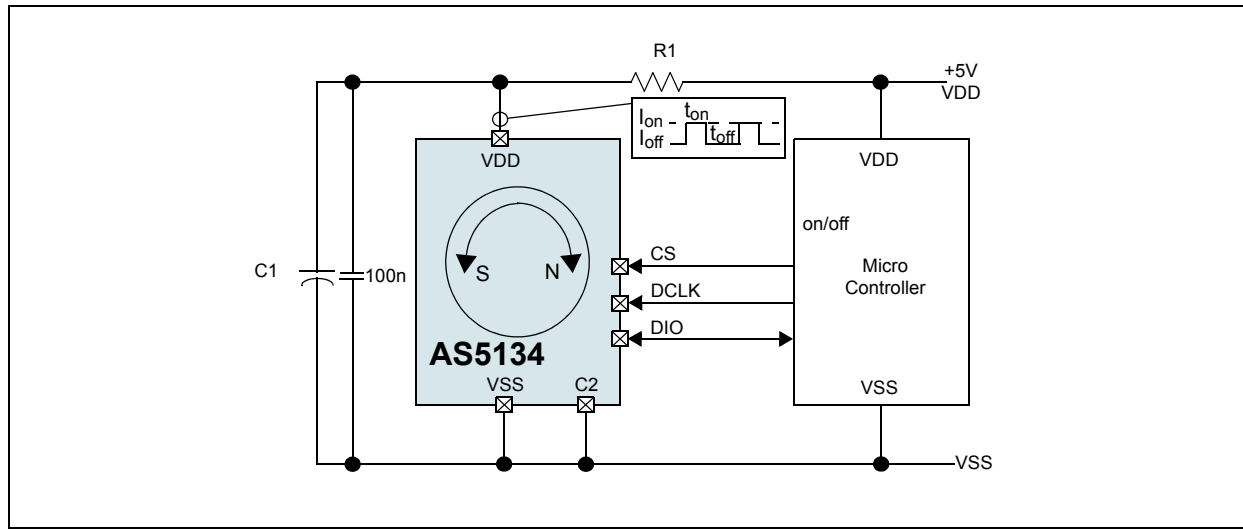 R1
+5V
VDD
Ion
ton
Ioff
toff
VDD
VDD
on/off
CS
C1
100n
S
N
Micro
Controller
DCLK
DIO
AS5134
VSS
C2
VSS
VSS